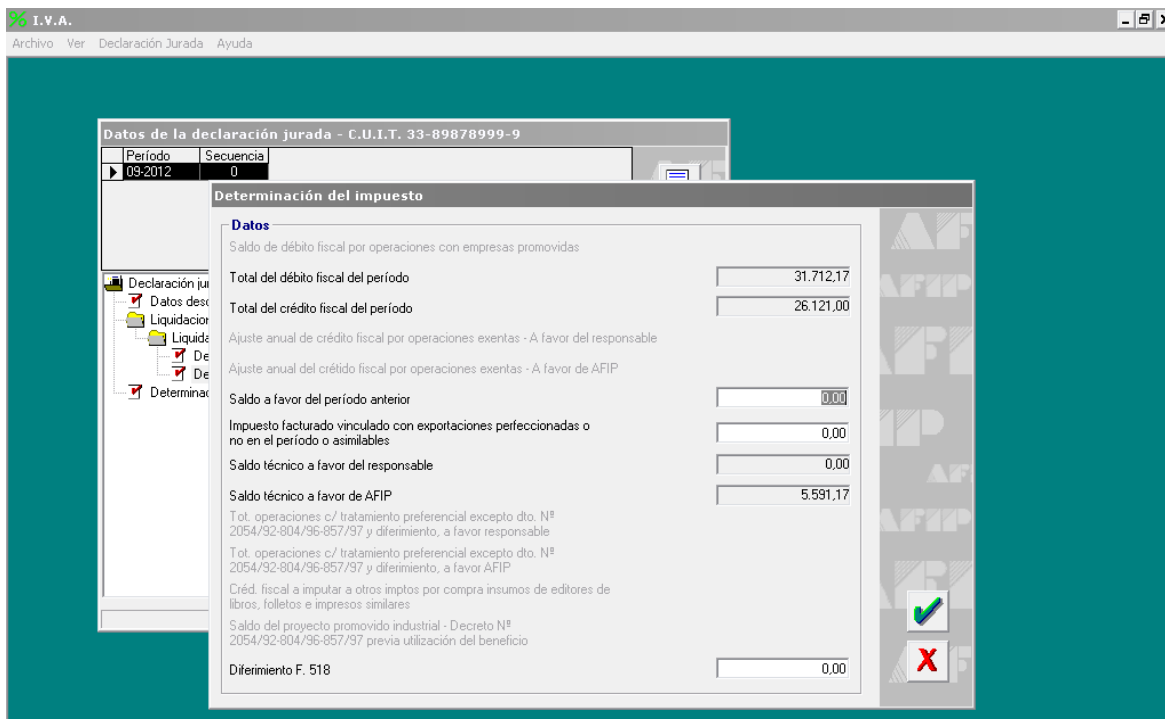 % I.V.A.
Archivo Ver Declaración Jurada Ayuda
Datos de la declaración jurada - C.U.I.T. 33-89878999-9
Período Secuencia
09-2012 0
Determinación del impuesto
Datos
Saldo de débito fiscal por operaciones con empresas promovidas
Total del débito fiscal del período 31.712,17
Total del crédito fiscal del período 26.121,00
Ajuste anual de crédito fiscal por operaciones exentas - A favor del responsable
Ajuste anual del crétido fiscal por operaciones exentas - A favor de AFIP
Saldo a favor del período anterior 0,00
Impuesto facturado vinculado con exportaciones perfeccionadas o
no en el período o asimilables 0,00
Saldo técnico a favor del responsable 0,00
Saldo técnico a favor de AFIP 5.591,17
Tot. operaciones c/ tratamiento preferencial excepto dto. Nº
2054/92-804/96-857/97 y diferimiento, a favor responsable
Tot. operaciones c/ tratamiento preferencial excepto dto. Nº
2054/92-804/96-857/97 y diferimiento, a favor AFIP
Créd. fiscal a imputar a otros imptos por compra insumos de editores de
libros, folletos e impresos similares
Saldo del proyecto promovido industrial - Decreto Nº
2054/92-804/96-857/97 previa utilización del beneficio
Diferimiento F. 518 0,00
Declaración ju
Datos desc
Liquidacion
Liquida
De
De
Determinac
AFIP